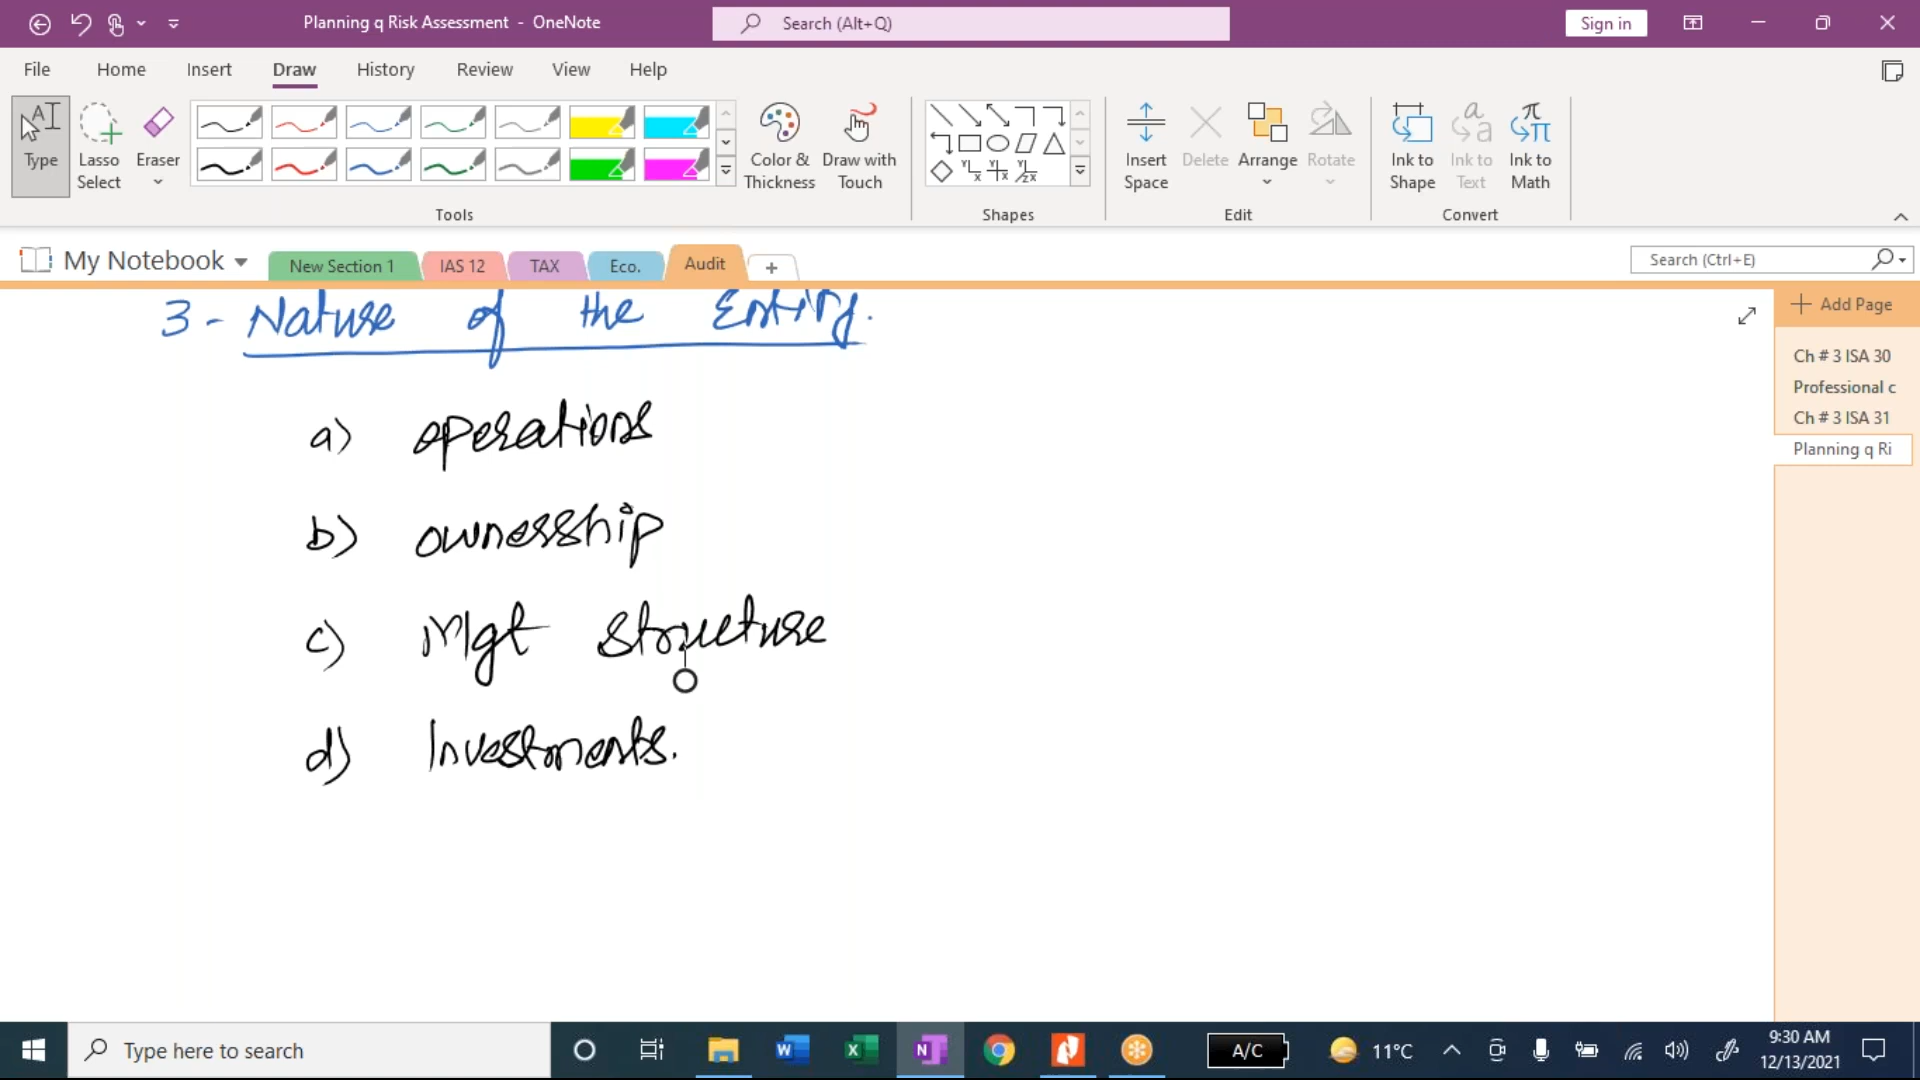 Planning q Risk Assessment - OneNote
Search (Alt+Q)
Sign in
File Home Insert Draw History Review View Help
Type
Lasso Select
Eraser
Color & Thickness
Draw with Touch
Insert Space
Delete
Arrange
Rotate
Ink to Shape
Ink to Text
Ink to Math
Tools Shapes Edit Convert
My Notebook New Section 1 IAS 12 TAX Eco. Audit
Search (Ctrl+E)
Add Page
Ch # 3 ISA 30
Professional c
Ch # 3 ISA 31
Planning q Ri
3 - Nature of the Entity.
a) operations
b) ownership
c) Mgt structure
d) Investments.
Type here to search
A/C
11°C
9:30 AM
12/13/2021